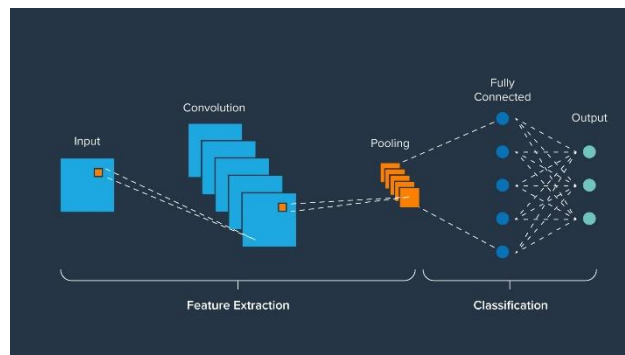 Input
Convolution
Pooling
Fully
Connected
Output
Feature Extraction
Classification